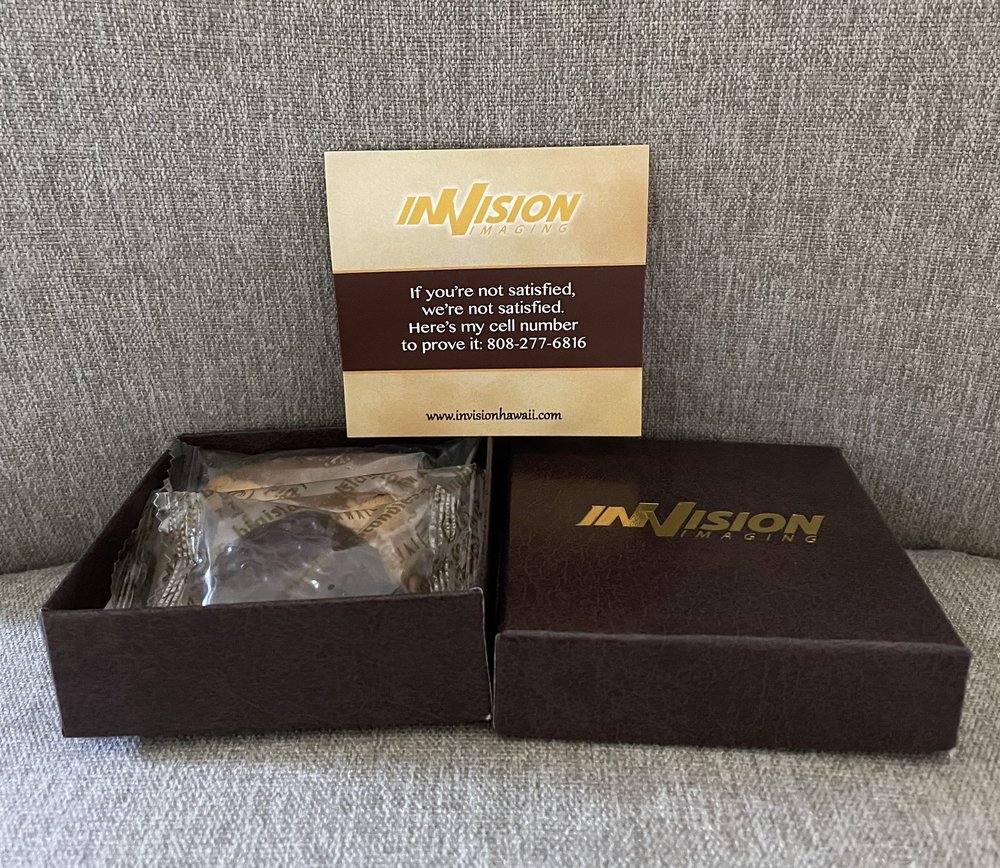 INVISION
IMAGING
If you're not satisfied,
we're not satisfied.
Here's my cell number
to prove it: 808-277-6816
www.invisionhawaii.com
INVISION
IMAGING